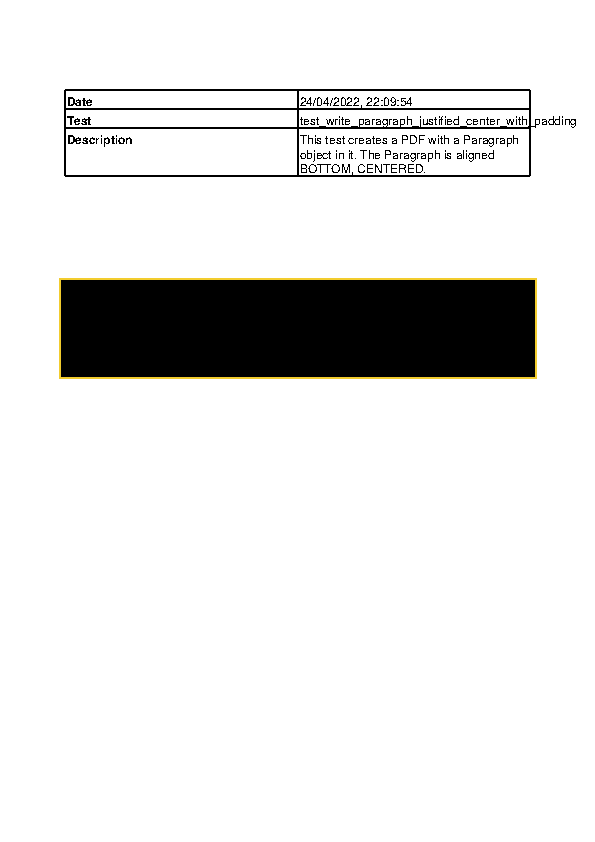 Date 24/04/2022, 22:09:54
Test test_write_paragraph_justified_center_with_padding
Description This test creates a PDF with a Paragraph
object in it. The Paragraph is aligned
BOTTOM, CENTERED.